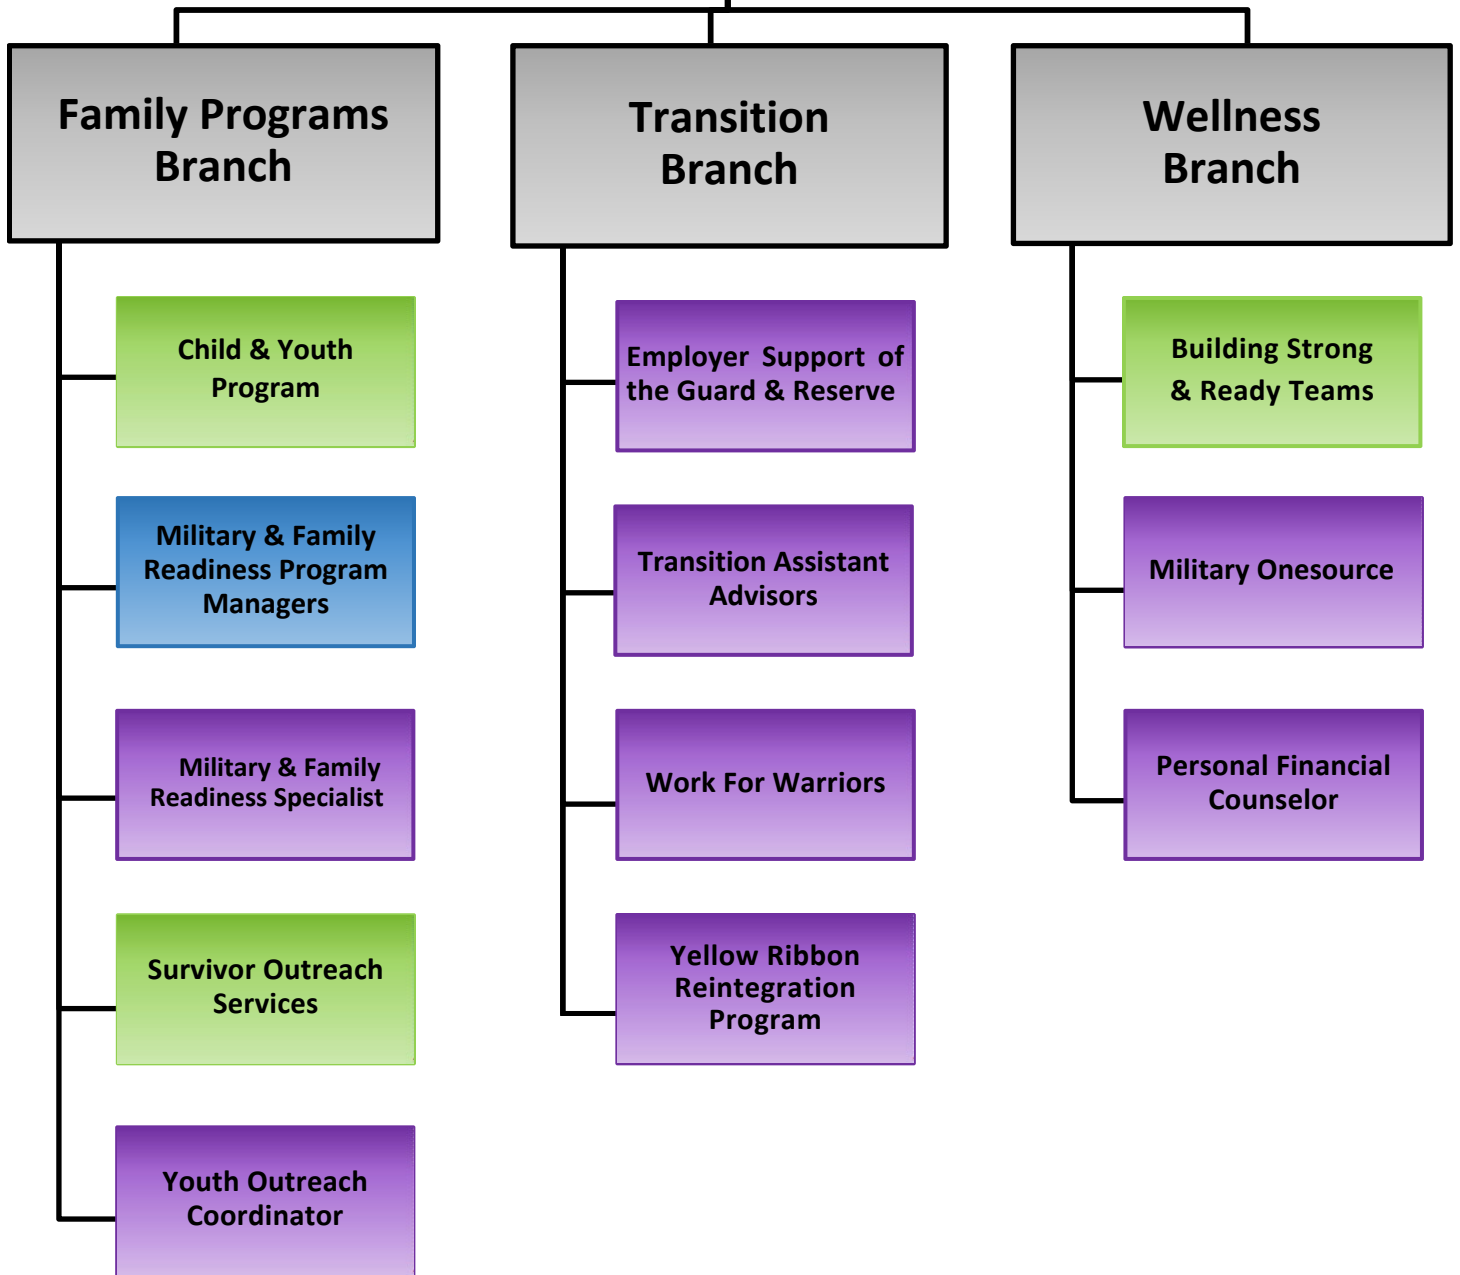 Family Programs
Branch
Transition
Branch
Wellness
Branch
Child & Youth
Program
Military & Family
Readiness Program
Managers
Military & Family
Readiness Specialist
Survivor Outreach
Services
Youth Outreach
Coordinator
Employer Support of
the Guard & Reserve
Transition Assistant
Advisors
Work For Warriors
Yellow Ribbon
Reintegration
Program
Building Strong
& Ready Teams
Military Onesource
Personal Financial
Counselor